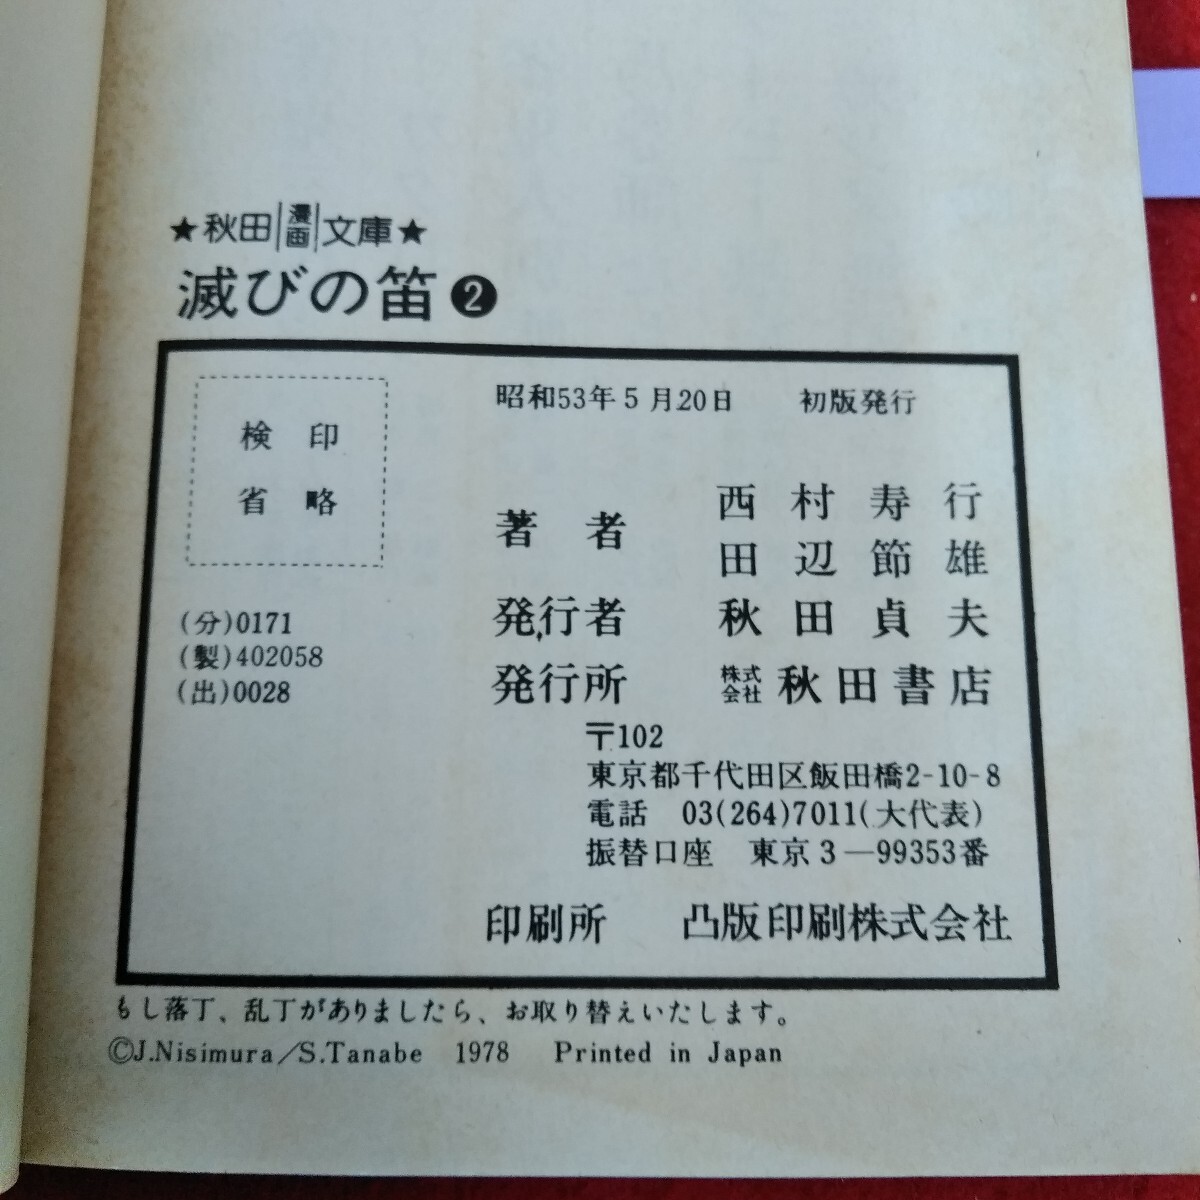 ★秋田漫画文庫★
滅びの笛❷
検印
省略
(分)0171
(製)402058
(出)0028
昭和53年5月20日 初版発行
著者 西村寿行
田辺節雄
発行者 秋田貞夫
発行所 株式会社 秋田書店
〒102
東京都千代田区飯田橋2-10-8
電話 03(264)7011(大代表)
振替口座 東京3―99353番
印刷所 凸版印刷株式会社
もし落丁、乱丁がありましたら、お取り替えいたします。
©J.Nisimura/S.Tanabe 1978 Printed in Japan